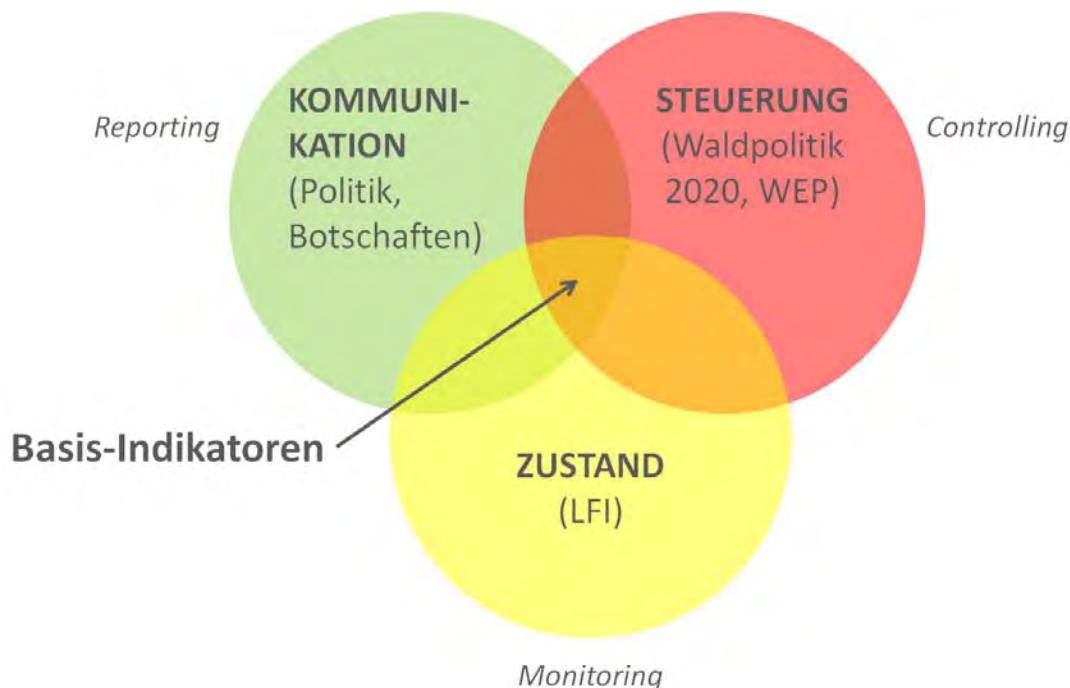 Reporting
KOMMUNI-
KATION
(Politik,
Botschaften)
STEUERUNG
(Waldpolitik
2020, WEP)
Controlling
Basis-Indikatoren
ZUSTAND
(LFI)
Monitoring